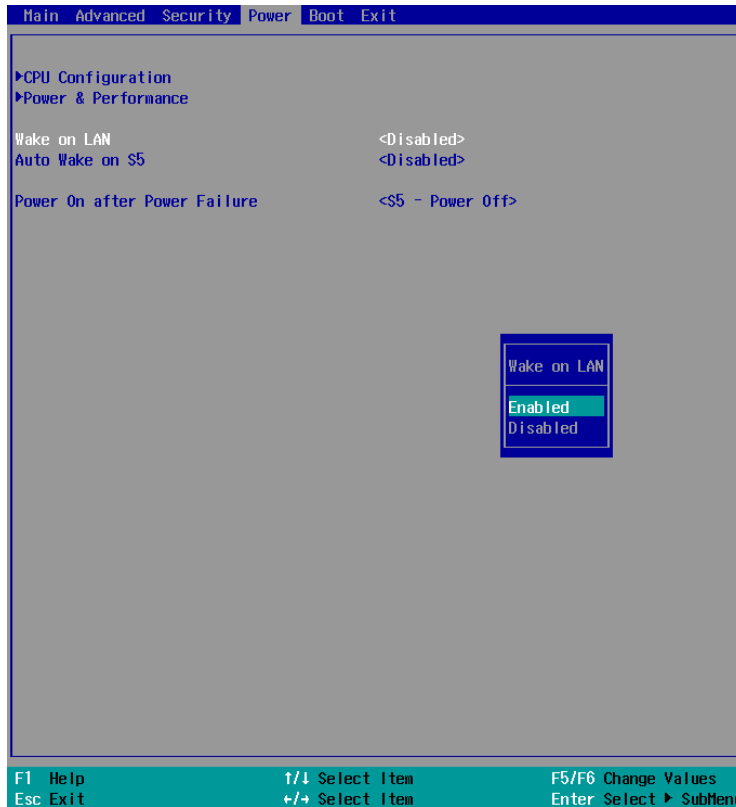 Main Advanced Security Power Boot Exit
▶CPU Configuration
▶Power & Performance
Wake on LAN <Disabled>
Auto Wake on S5 <Disabled>
Power On after Power Failure <S5 - Power Off>
Wake on LAN
Enabled
Disabled
F1 Help ↑/↓ Select Item F5/F6 Change Values
Esc Exit ←/→ Select Item Enter Select ▶ SubMenu